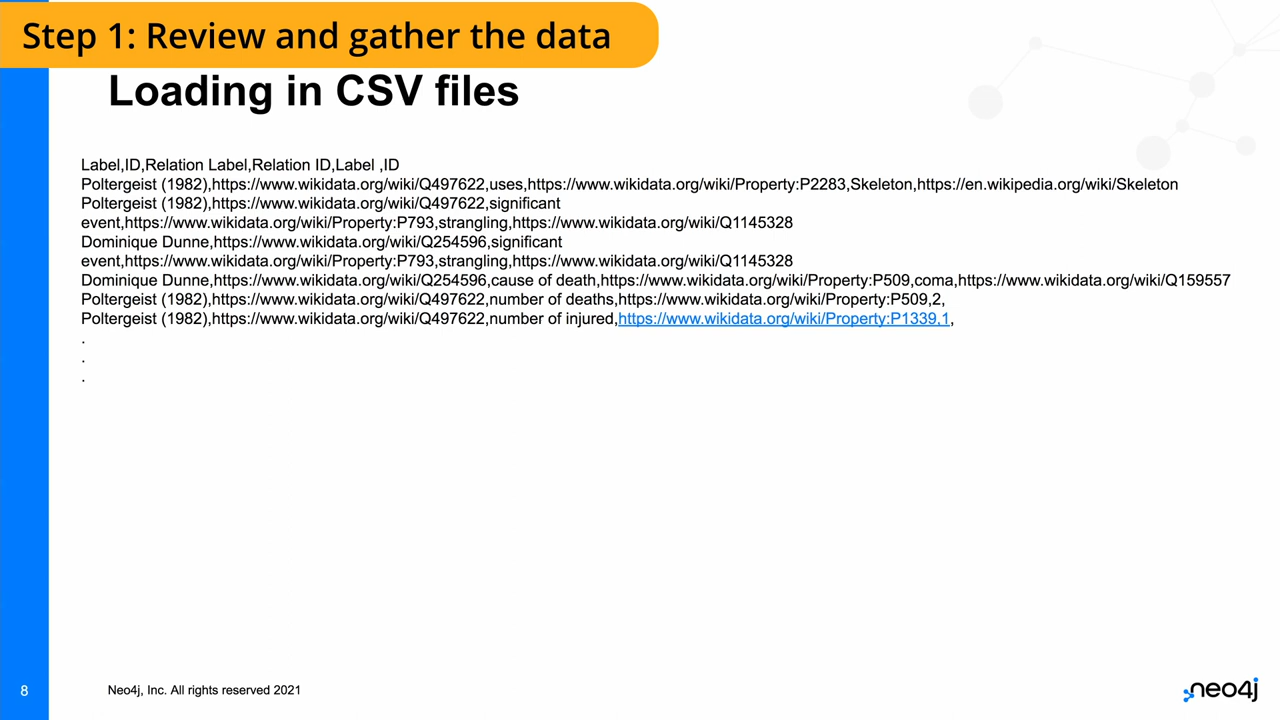 Step 1: Review and gather the data
Loading in CSV files
Label,ID,Relation Label,Relation ID,Label ,ID
Poltergeist (1982),https://www.wikidata.org/wiki/Q497622,uses,https://www.wikidata.org/wiki/Property:P2283,Skeleton,https://en.wikipedia.org/wiki/Skeleton
Poltergeist (1982),https://www.wikidata.org/wiki/Q497622,significant
event,https://www.wikidata.org/wiki/Property:P793,strangling,https://www.wikidata.org/wiki/Q1145328
Dominique Dunne,https://www.wikidata.org/wiki/Q254596,significant
event,https://www.wikidata.org/wiki/Property:P793,strangling,https://www.wikidata.org/wiki/Q1145328
Dominique Dunne,https://www.wikidata.org/wiki/Q254596,cause of death,https://www.wikidata.org/wiki/Property:P509,coma,https://www.wikidata.org/wiki/Q159557
Poltergeist (1982),https://www.wikidata.org/wiki/Q497622,number of deaths,https://www.wikidata.org/wiki/Property:P509,2,
Poltergeist (1982),https://www.wikidata.org/wiki/Q497622,number of injured,https://www.wikidata.org/wiki/Property:P1339,1,
.
.
.
8
Neo4j, Inc. All rights reserved 2021
neo4j